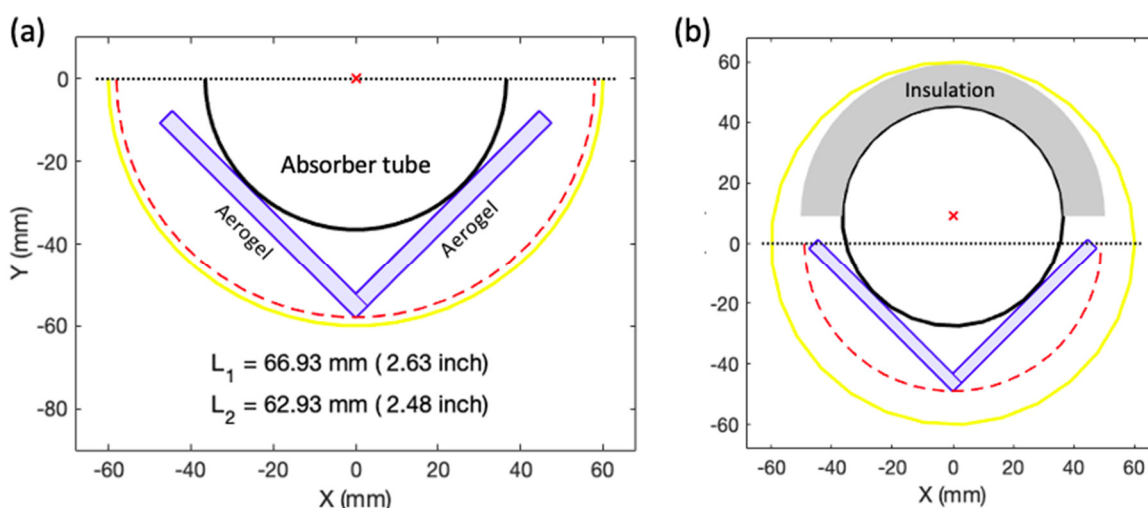 (a)
0
-20
-40
-60
-80
Y (mm)
Absorber tube
Aerogel
Aerogel
L1 = 66.93 mm ( 2.63 inch)
L2 = 62.93 mm ( 2.48 inch)
-60 -40 -20 0 20 40 60
X (mm)
(b)
60
40
20
0
-20
-40
-60
Insulation
-60 -40 -20 0 20 40 60
X (mm)